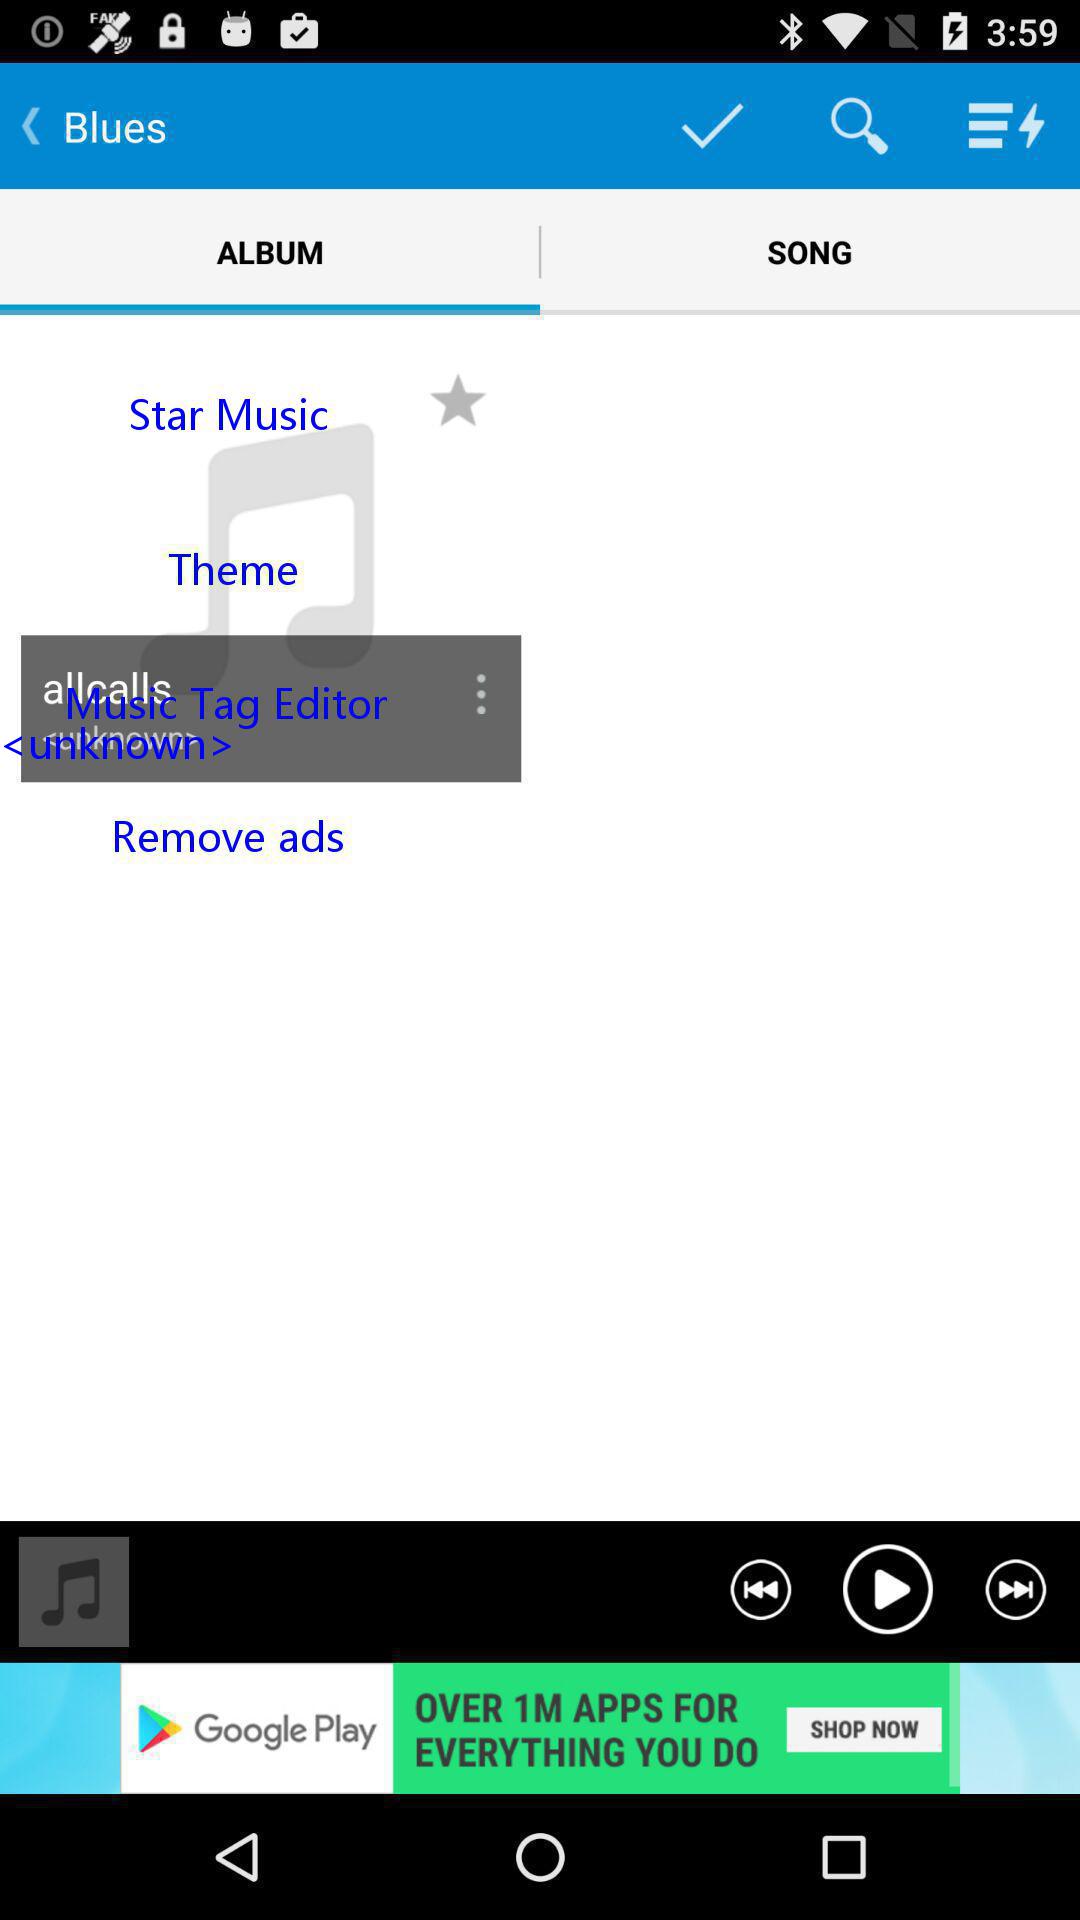 FAK
3:59
Blues
ALBUM
SONG
Star Music
Theme
allcalls
Music Tag Editor
<unknown>
<unknown>
Remove ads
Google Play
OVER 1M APPS FOR
EVERYTHING YOU DO
SHOP NOW